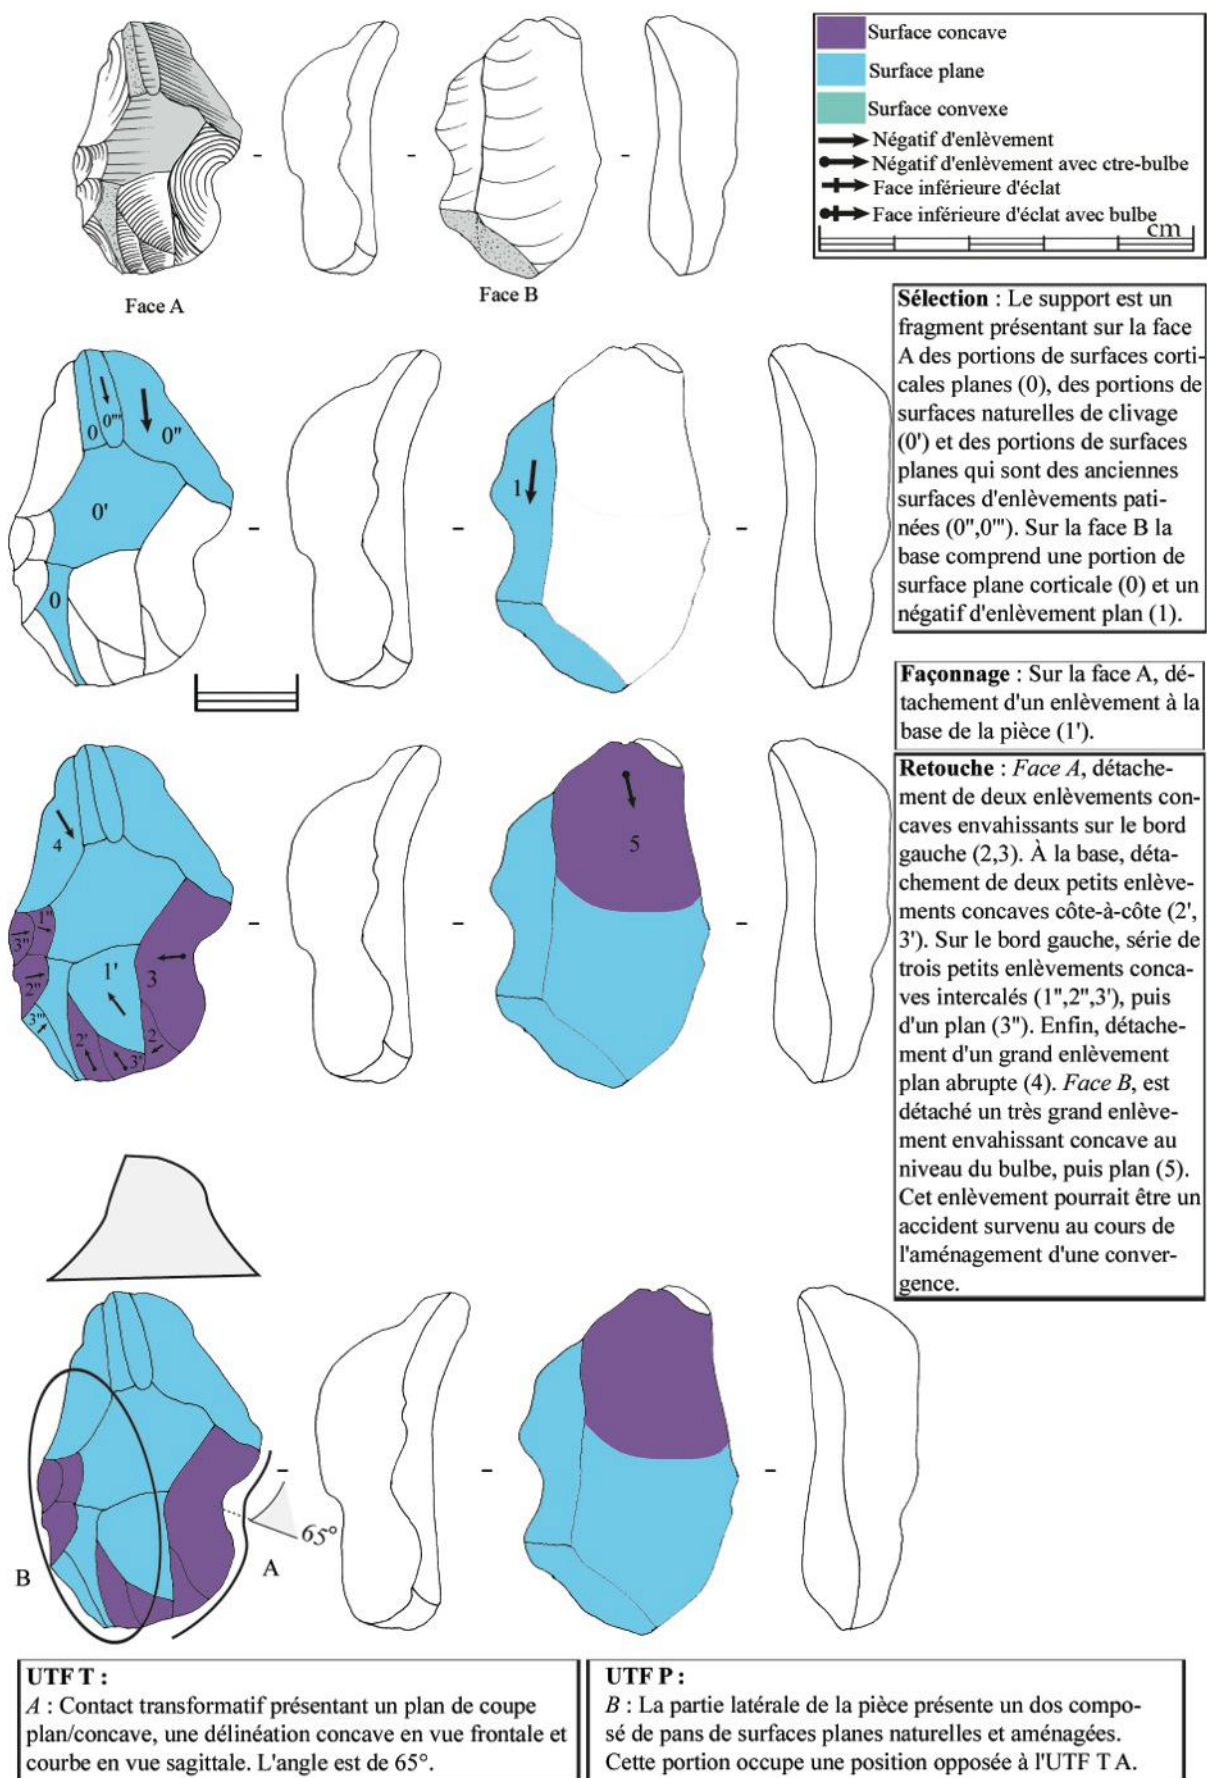 Surface concave
Surface plane
Surface convexe
Négatif d'enlèvement
Négatif d'enlèvement avec ctre-bulbe
Face inférieure d'éclat
Face inférieure d'éclat avec bulbe
cm
Face A
Face B
Sélection : Le support est un
fragment présentant sur la face
A des portions de surfaces corti-
cales planes (0), des portions de
surfaces naturelles de clivage
(0') et des portions de surfaces
planes qui sont des anciennes
surfaces d'enlèvements pati-
nées (0",0'"). Sur la face B la
base comprend une portion de
surface plane corticale (0) et un
négatif d'enlèvement plan (1).
0
0'"
0"
0'
0
1
Façonnage : Sur la face A, dé-
tachement d'un enlèvement à la
base de la pièce (1').
Retouche : Face A, détache-
ment de deux enlèvements con-
caves envahissants sur le bord
gauche (2,3). À la base, déta-
chement de deux petits enlève-
ments concaves côte-à-côte (2',
3'). Sur le bord gauche, série de
trois petits enlèvements conca-
ves intercalés (1",2",3'), puis
d'un plan (3"). Enfin, détache-
ment d'un grand enlèvement
plan abrupte (4). Face B, est
détaché un très grand enlève-
ment envahissant concave au
niveau du bulbe, puis plan (5).
Cet enlèvement pourrait être un
accident survenu au cours de
l'aménagement d'une conver-
gence.
4
5
1"
3"
2"
1'
3
3'"
2'
3'
2
65°
A
B
UTF T :
A : Contact transformatif présentant un plan de coupe
plan/concave, une délinéation concave en vue frontale et
courbe en vue sagittale. L'angle est de 65°.
UTF P :
B : La partie latérale de la pièce présente un dos compo-
sé de pans de surfaces planes naturelles et aménagées.
Cette portion occupe une position opposée à l'UTF T A.